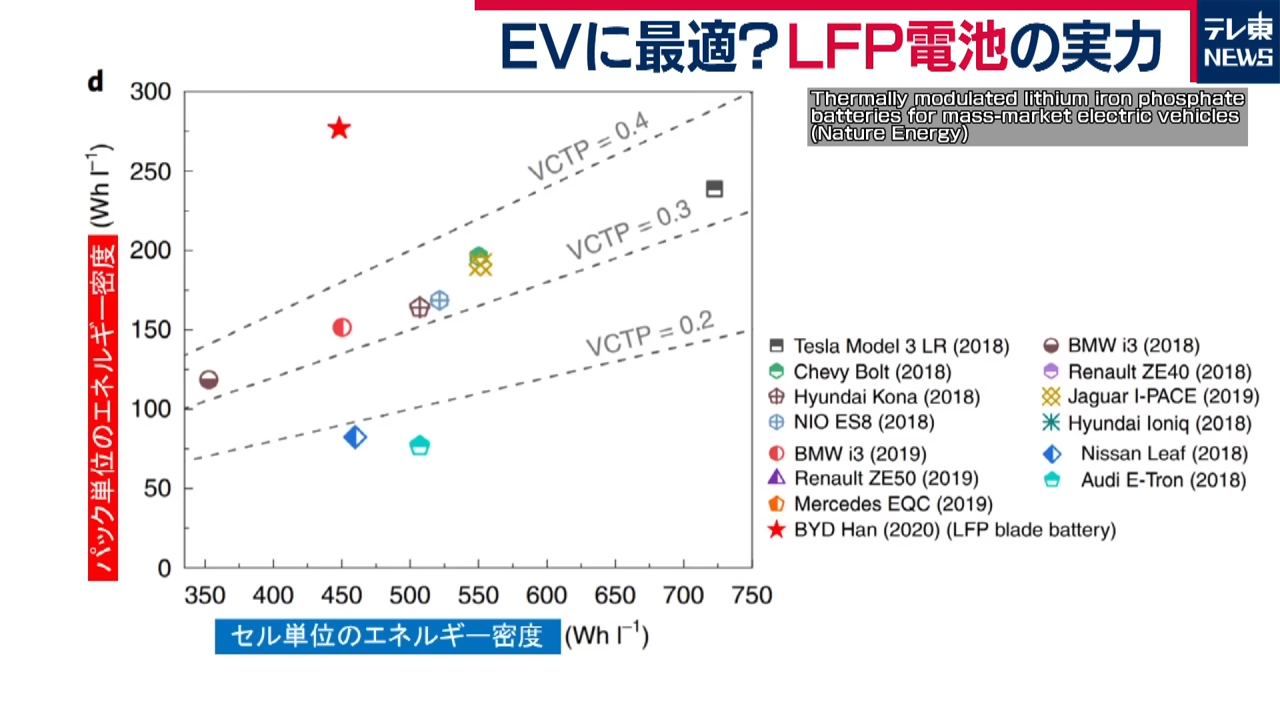 EVに最適?LFP電池の実力
テレ東
NEWS
Thermally modulated lithium iron phosphate
batteries for mass-market electric vehicles
(Nature Energy)
d
300
250
200
150
100
50
0
パック単位のエネルギー密度 (Wh l⁻¹)
VCTP = 0.4
VCTP = 0.3
VCTP = 0.2
350 400 450 500 550 600 650 700 750
セル単位のエネルギー密度 (Wh l⁻¹)
Tesla Model 3 LR (2018)
Chevy Bolt (2018)
Hyundai Kona (2018)
NIO ES8 (2018)
BMW i3 (2019)
Renault ZE50 (2019)
Mercedes EQC (2019)
BYD Han (2020) (LFP blade battery)
BMW i3 (2018)
Renault ZE40 (2018)
Jaguar I-PACE (2019)
Hyundai Ioniq (2018)
Nissan Leaf (2018)
Audi E-Tron (2018)